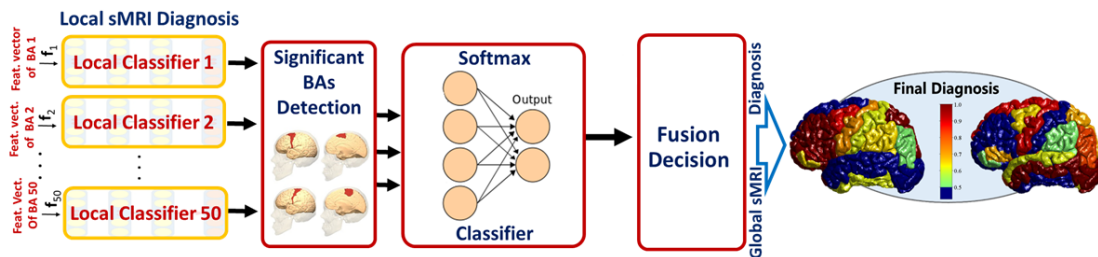 Local sMRI Diagnosis
Feat. vector
of BA 1
f1
Local Classifier 1
Feat. vect.
of BA 2
f2
Local Classifier 2
Feat. Vect.
Of BA 50
f50
Local Classifier 50
Significant
BAs
Detection
Softmax
Output
Classifier
Fusion
Decision
Global sMRI Diagnosis
Final Diagnosis
1.0
0.9
0.8
0.7
0.6
0.5